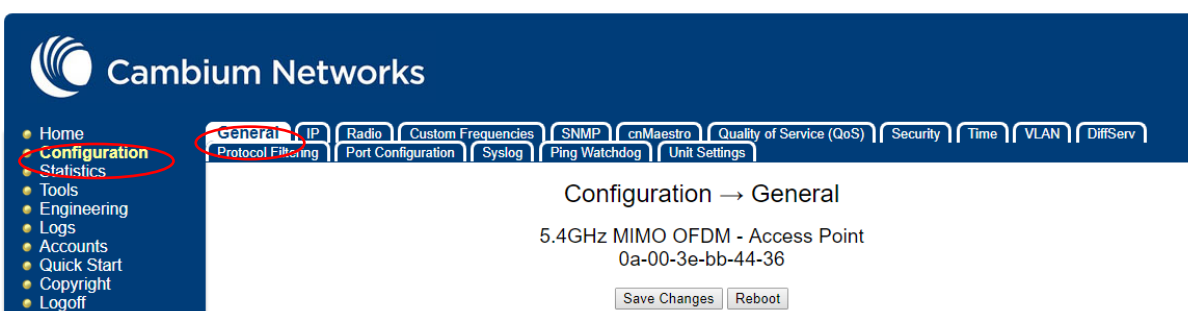 Cambium Networks
Home
Configuration
Statistics
Tools
Engineering
Logs
Accounts
Quick Start
Copyright
Logoff
General IP Radio Custom Frequencies SNMP cnMaestro Quality of Service (QoS) Security Time VLAN DiffServ
Protocol Filtering Port Configuration Syslog Ping Watchdog Unit Settings
Configuration → General
5.4GHz MIMO OFDM - Access Point
0a-00-3e-bb-44-36
Save Changes Reboot